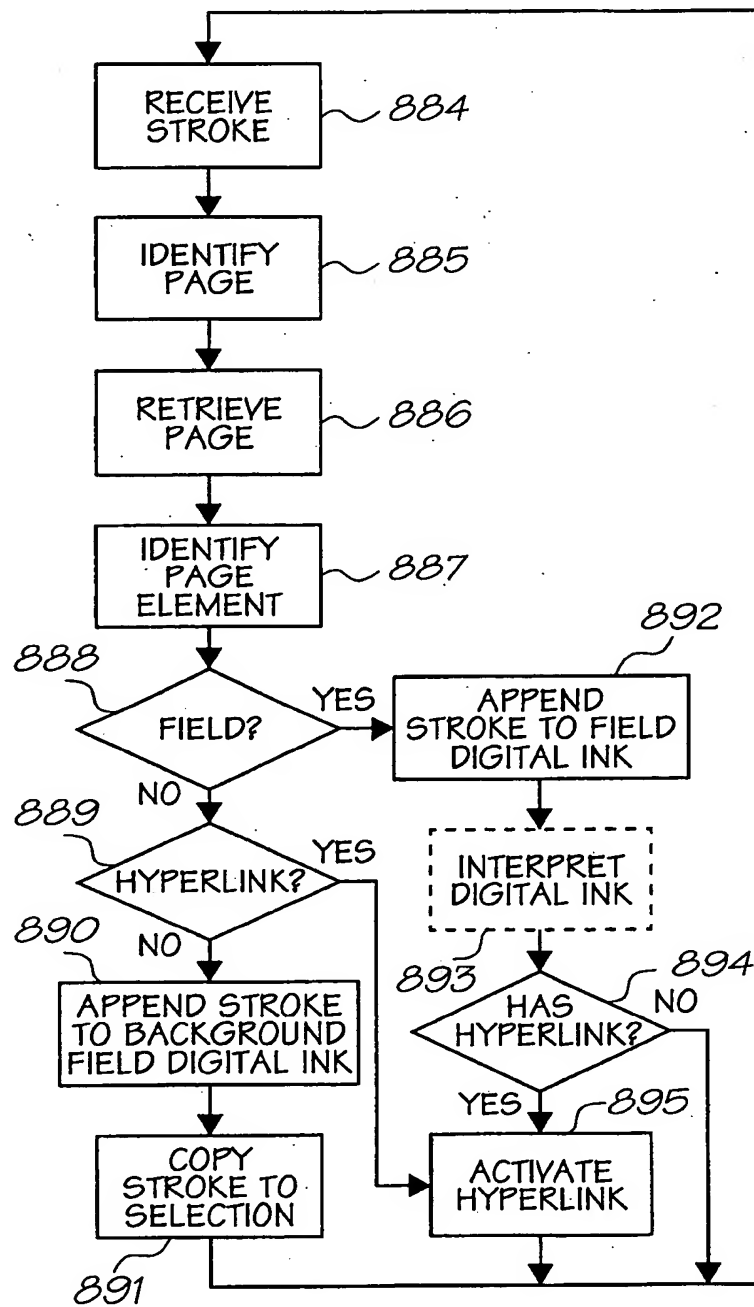 RECEIVE
STROKE
884
IDENTIFY
PAGE
885
RETRIEVE
PAGE
886
IDENTIFY
PAGE
ELEMENT
887
888
FIELD?
YES
NO
892
APPEND
STROKE TO FIELD
DIGITAL INK
889
HYPERLINK?
YES
NO
INTERPRET
DIGITAL INK
893
890
APPEND STROKE
TO BACKGROUND
FIELD DIGITAL INK
894
HAS
HYPERLINK?
NO
YES
895
COPY
STROKE TO
SELECTION
891
ACTIVATE
HYPERLINK